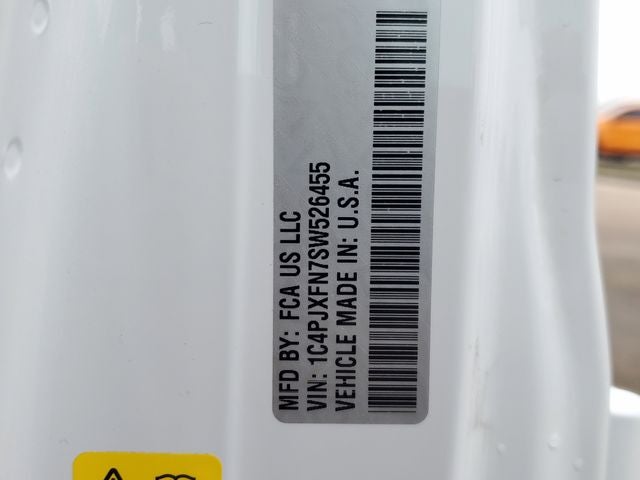 MFD BY: FCA US LLC
VIN: 1C4PJXFN7SW526455
VEHICLE MADE IN: U.S.A.